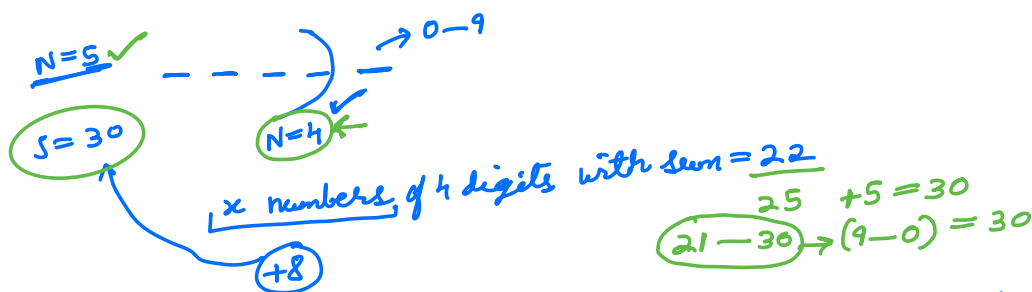 → 0 – 9
N = 5 ✓ _ _ _ _ _
S = 30
N = 4 ←
x numbers of 4 digits with sum = 22
25 + 5 = 30
21 – 30 → (9 – 0) = 30
+8